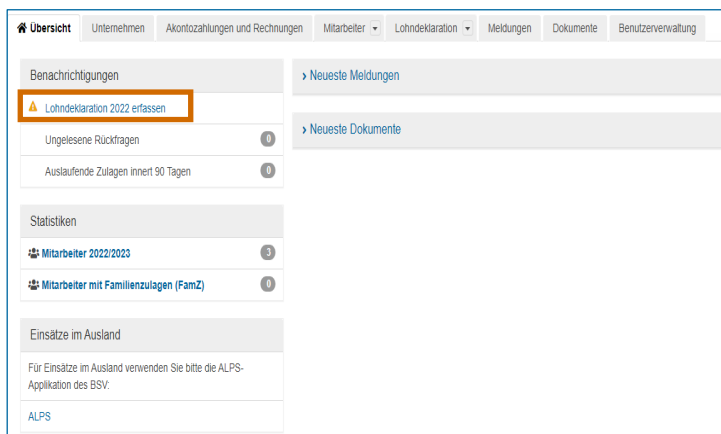 Übersicht Unternehmen Akontozahlungen und Rechnungen Mitarbeiter Lohndeklaration Meldungen Dokumente Benutzerverwaltung
Benachrichtigungen
Lohndeklaration 2022 erfassen
Ungelesene Rückfragen 0
Auslaufende Zulagen innert 90 Tagen 0
Statistiken
Mitarbeiter 2022/2023 3
Mitarbeiter mit Familienzulagen (FamZ) 0
Einsätze im Ausland
Für Einsätze im Ausland verwenden Sie bitte die ALPS-
Applikation des BSV:
ALPS
› Neueste Meldungen
› Neueste Dokumente